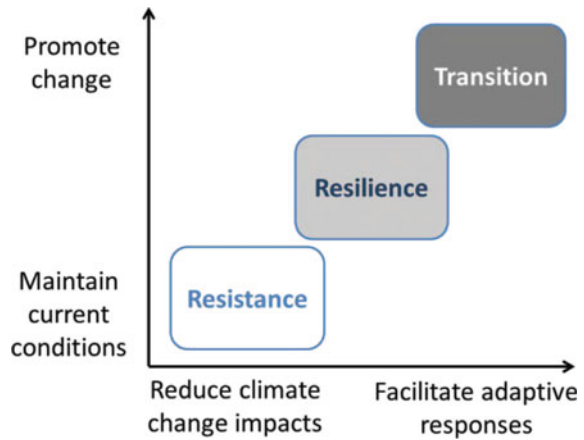 Promote
change
Transition
Resilience
Maintain
current
conditions
Resistance
Reduce climate
change impacts
Facilitate adaptive
responses